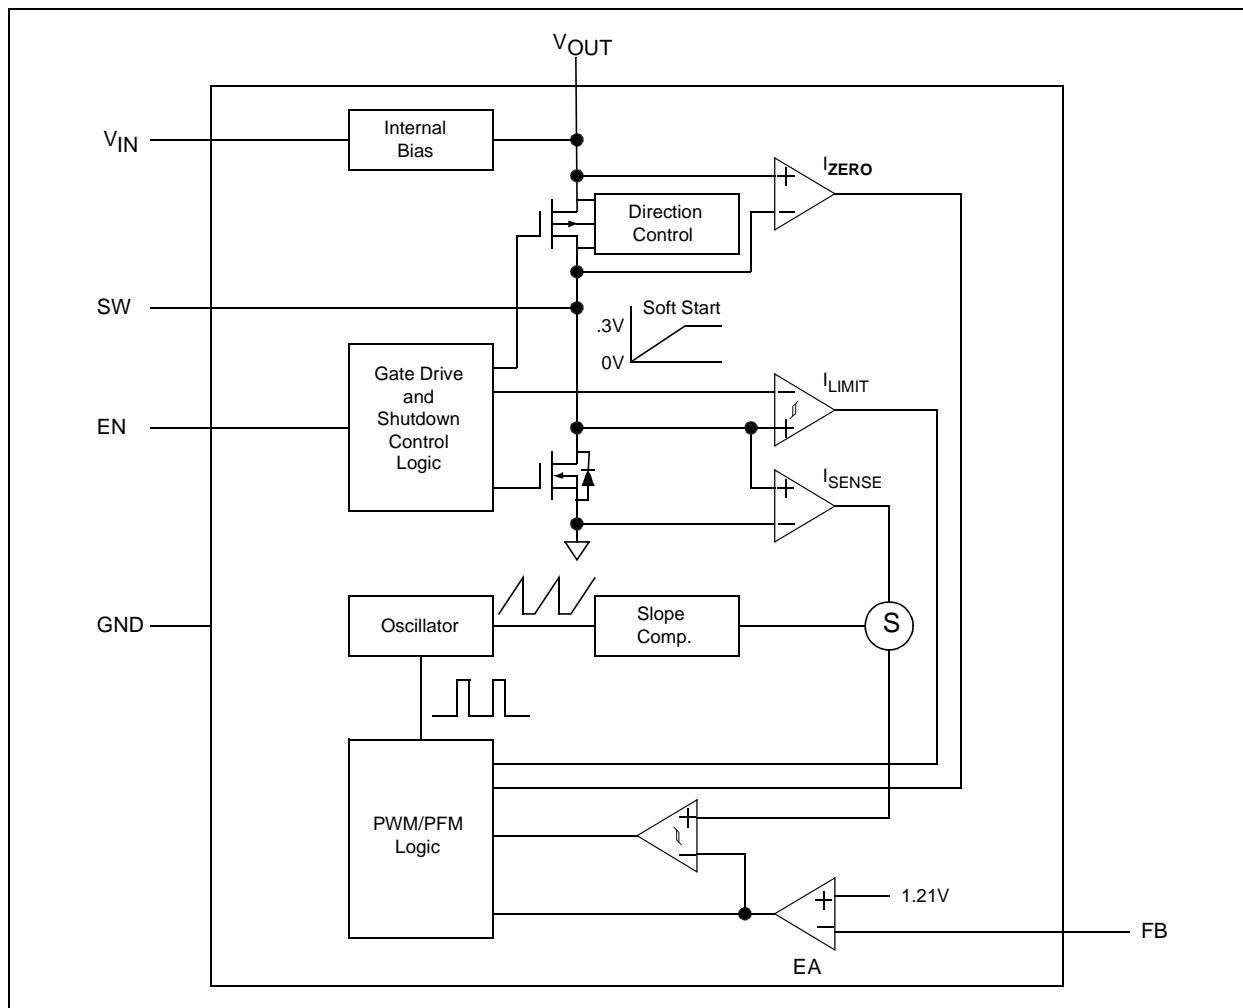 VOUT
VIN
Internal
Bias
IZERO
Direction
Control
SW
Soft Start
.3V
0V
Gate Drive
and
Shutdown
Control
Logic
ILIMIT
EN
ISENSE
GND
Oscillator
Slope
Comp.
S
PWM/PFM
Logic
1.21V
FB
EA